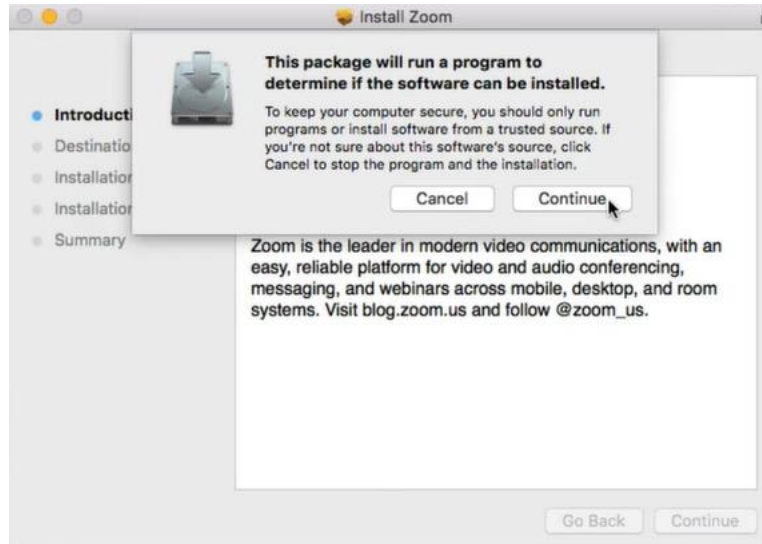 Install Zoom
This package will run a program to
determine if the software can be installed.
To keep your computer secure, you should only run
programs or install software from a trusted source. If
you're not sure about this software's source, click
Cancel to stop the program and the installation.
Cancel
Continue
Introducti
Destinatio
Installation
Installation
Summary
Zoom is the leader in modern video communications, with an
easy, reliable platform for video and audio conferencing,
messaging, and webinars across mobile, desktop, and room
systems. Visit blog.zoom.us and follow @zoom_us.
Go Back
Continue